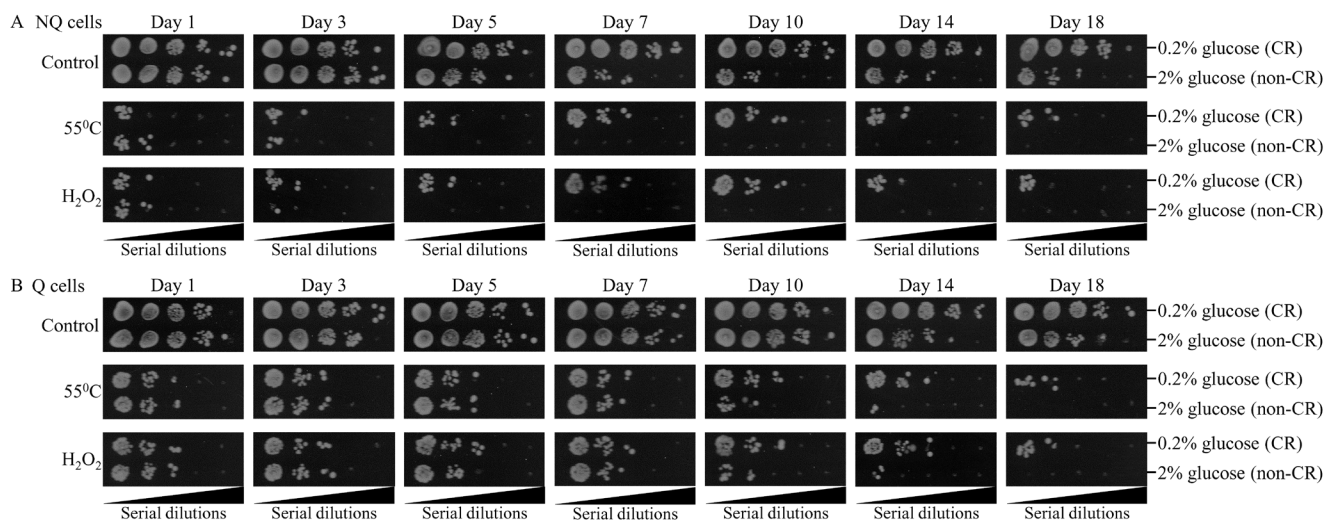 A NQ cells Day 1 Day 3 Day 5 Day 7 Day 10 Day 14 Day 18
Control
0.2% glucose (CR)
2% glucose (non-CR)
55⁰C
0.2% glucose (CR)
2% glucose (non-CR)
H₂O₂
0.2% glucose (CR)
2% glucose (non-CR)
Serial dilutions Serial dilutions Serial dilutions Serial dilutions Serial dilutions Serial dilutions Serial dilutions
B Q cells Day 1 Day 3 Day 5 Day 7 Day 10 Day 14 Day 18
Control
0.2% glucose (CR)
2% glucose (non-CR)
55⁰C
0.2% glucose (CR)
2% glucose (non-CR)
H₂O₂
0.2% glucose (CR)
2% glucose (non-CR)
Serial dilutions Serial dilutions Serial dilutions Serial dilutions Serial dilutions Serial dilutions Serial dilutions